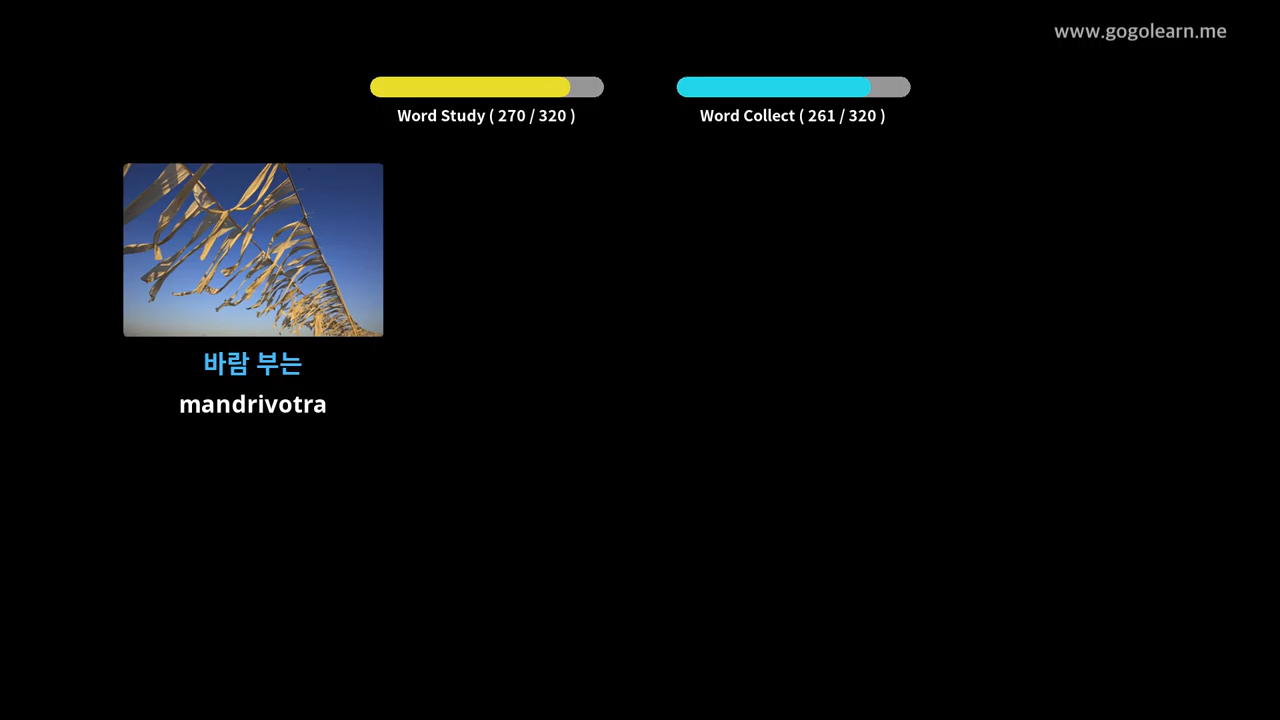 www.gogolearn.me
Word Study ( 270 / 320 )
Word Collect ( 261 / 320 )
바람 부는
mandrivotra